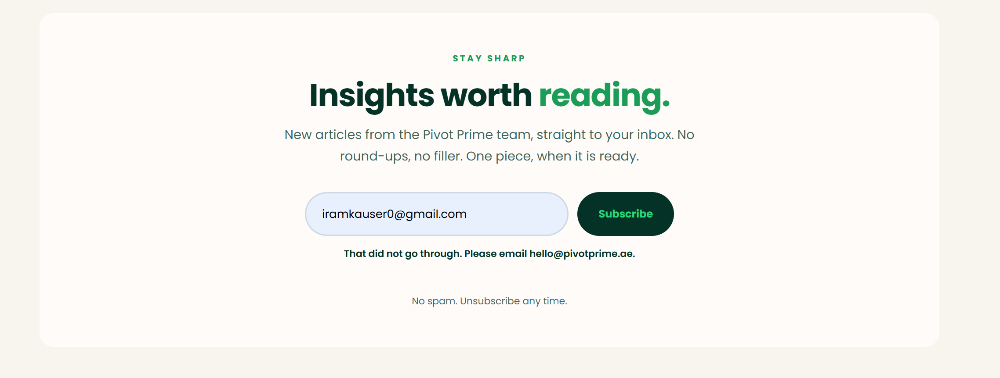 STAY SHARP
Insights worth reading.
New articles from the Pivot Prime team, straight to your inbox. No
round-ups, no filler. One piece, when it is ready.
iramkauser0@gmail.com
Subscribe
That did not go through. Please email hello@pivotprime.ae.
No spam. Unsubscribe any time.